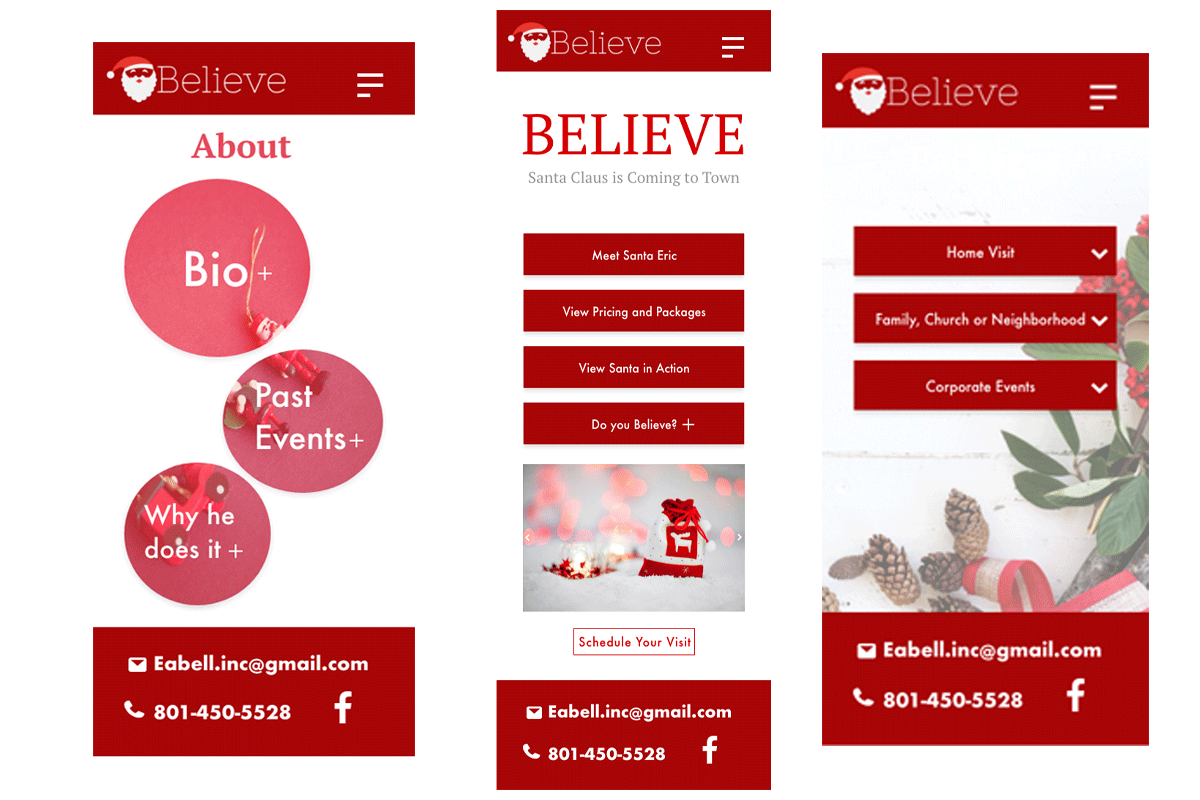 Believe
About
Bio+
Past
Events+
Why he
does it +
Eabell.inc@gmail.com
801-450-5528
f
Believe
BELIEVE
Santa Claus is Coming to Town
Meet Santa Eric
View Pricing and Packages
View Santa in Action
Do you Believe? +
Schedule Your Visit
Eabell.inc@gmail.com
801-450-5528
f
Believe
Home Visit
Family, Church or Neighborhood
Corporate Events
Eabell.inc@gmail.com
801-450-5528
f